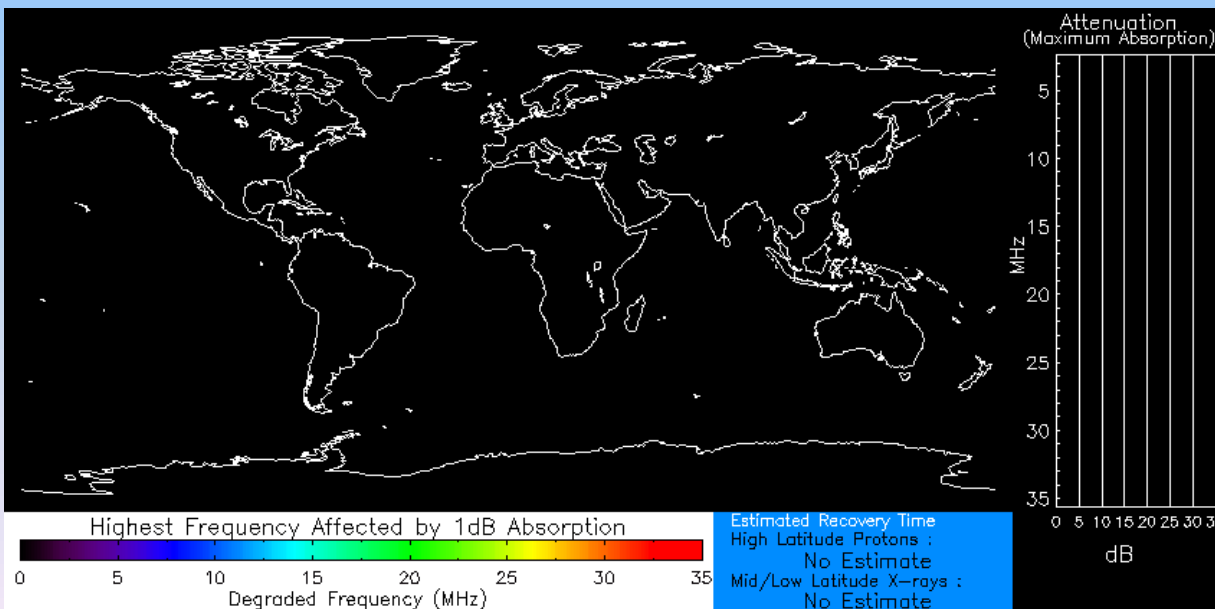 Attenuation
(Maximum Absorption)
5
10
15
20
25
30
35
MHz
0 5 10 15 20 25 30
dB
Highest Frequency Affected by 1dB Absorption
0 5 10 15 20 25 30 35
Degraded Frequency (MHz)
Estimated Recovery Time
High Latitude Protons :
No Estimate
Mid/Low Latitude X-rays :
No Estimate